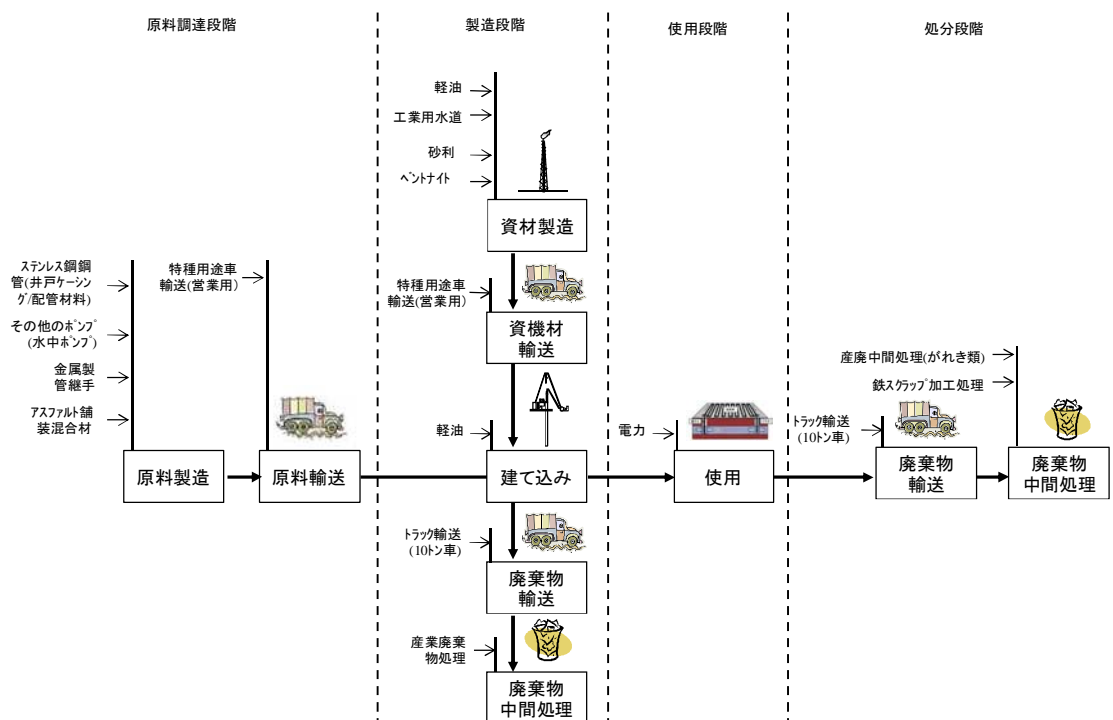 原料調達段階
製造段階
使用段階
処分段階
軽油
工業用水道
砂利
ﾍﾞﾝﾄﾅｲﾄ
資材製造
ステンレス鋼鋼
管(井戸ケーシン
グ/配管材料)
その他のﾎﾟﾝﾌﾟ
(水中ﾎﾟﾝﾌﾟ)
金属製
管継手
ｱｽﾌｧﾙﾄ舗
装混合材
原料製造
特種用途車
輸送(営業用)
原料輸送
特種用途車
輸送(営業用)
資機材
輸送
軽油
建て込み
ﾄﾗｯｸ輸送
(10ﾄﾝ車)
廃棄物
輸送
産業廃棄
物処理
廃棄物
中間処理
電力
使用
ﾄﾗｯｸ輸送
(10ﾄﾝ車)
廃棄物
輸送
産廃中間処理(がれき類)
鉄ｽｸﾗｯﾌﾟ加工処理
廃棄物
中間処理